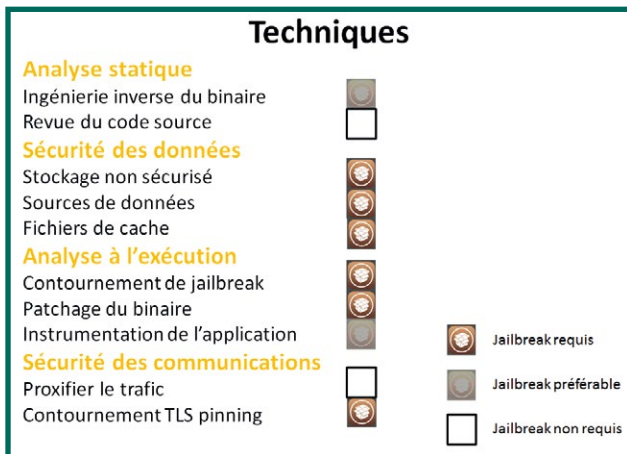 Techniques
Analyse statique
Ingénierie inverse du binaire
Revue du code source
Sécurité des données
Stockage non sécurisé
Sources de données
Fichiers de cache
Analyse à l'exécution
Contournement de jailbreak
Patchage du binaire
Instrumentation de l'application
Sécurité des communications
Proxifier le trafic
Contournement TLS pinning
Jailbreak requis
Jailbreak préférable
Jailbreak non requis